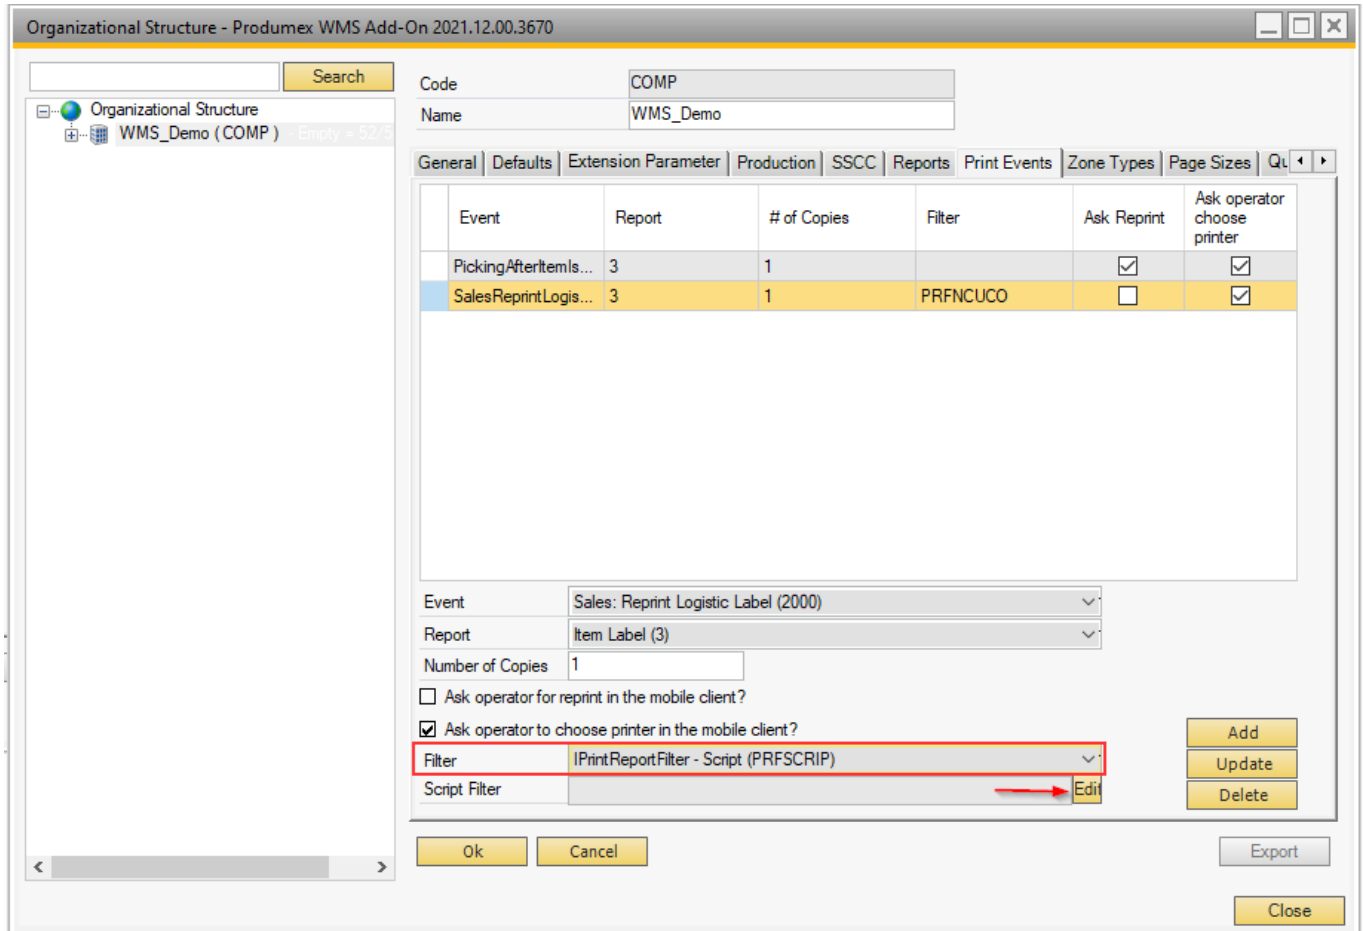 Organizational Structure - Produmex WMS Add-On 2021.12.00.3670
Search
Organizational Structure
WMS_Demo ( COMP ) - Empty = 52/5
Code COMP
Name WMS_Demo
General Defaults Extension Parameter Production SSCC Reports Print Events Zone Types Page Sizes Qu
Event Report # of Copies Filter Ask Reprint Ask operator choose printer
PickingAfterItemIs... 3 1
SalesReprintLogis... 3 1 PRFNCUCO
Event Sales: Reprint Logistic Label (2000)
Report Item Label (3)
Number of Copies 1
Ask operator for reprint in the mobile client?
Ask operator to choose printer in the mobile client?
Add
Filter IPrintReportFilter - Script (PRFSCRIP)
Update
Script Filter Edit
Delete
Ok Cancel Export
Close